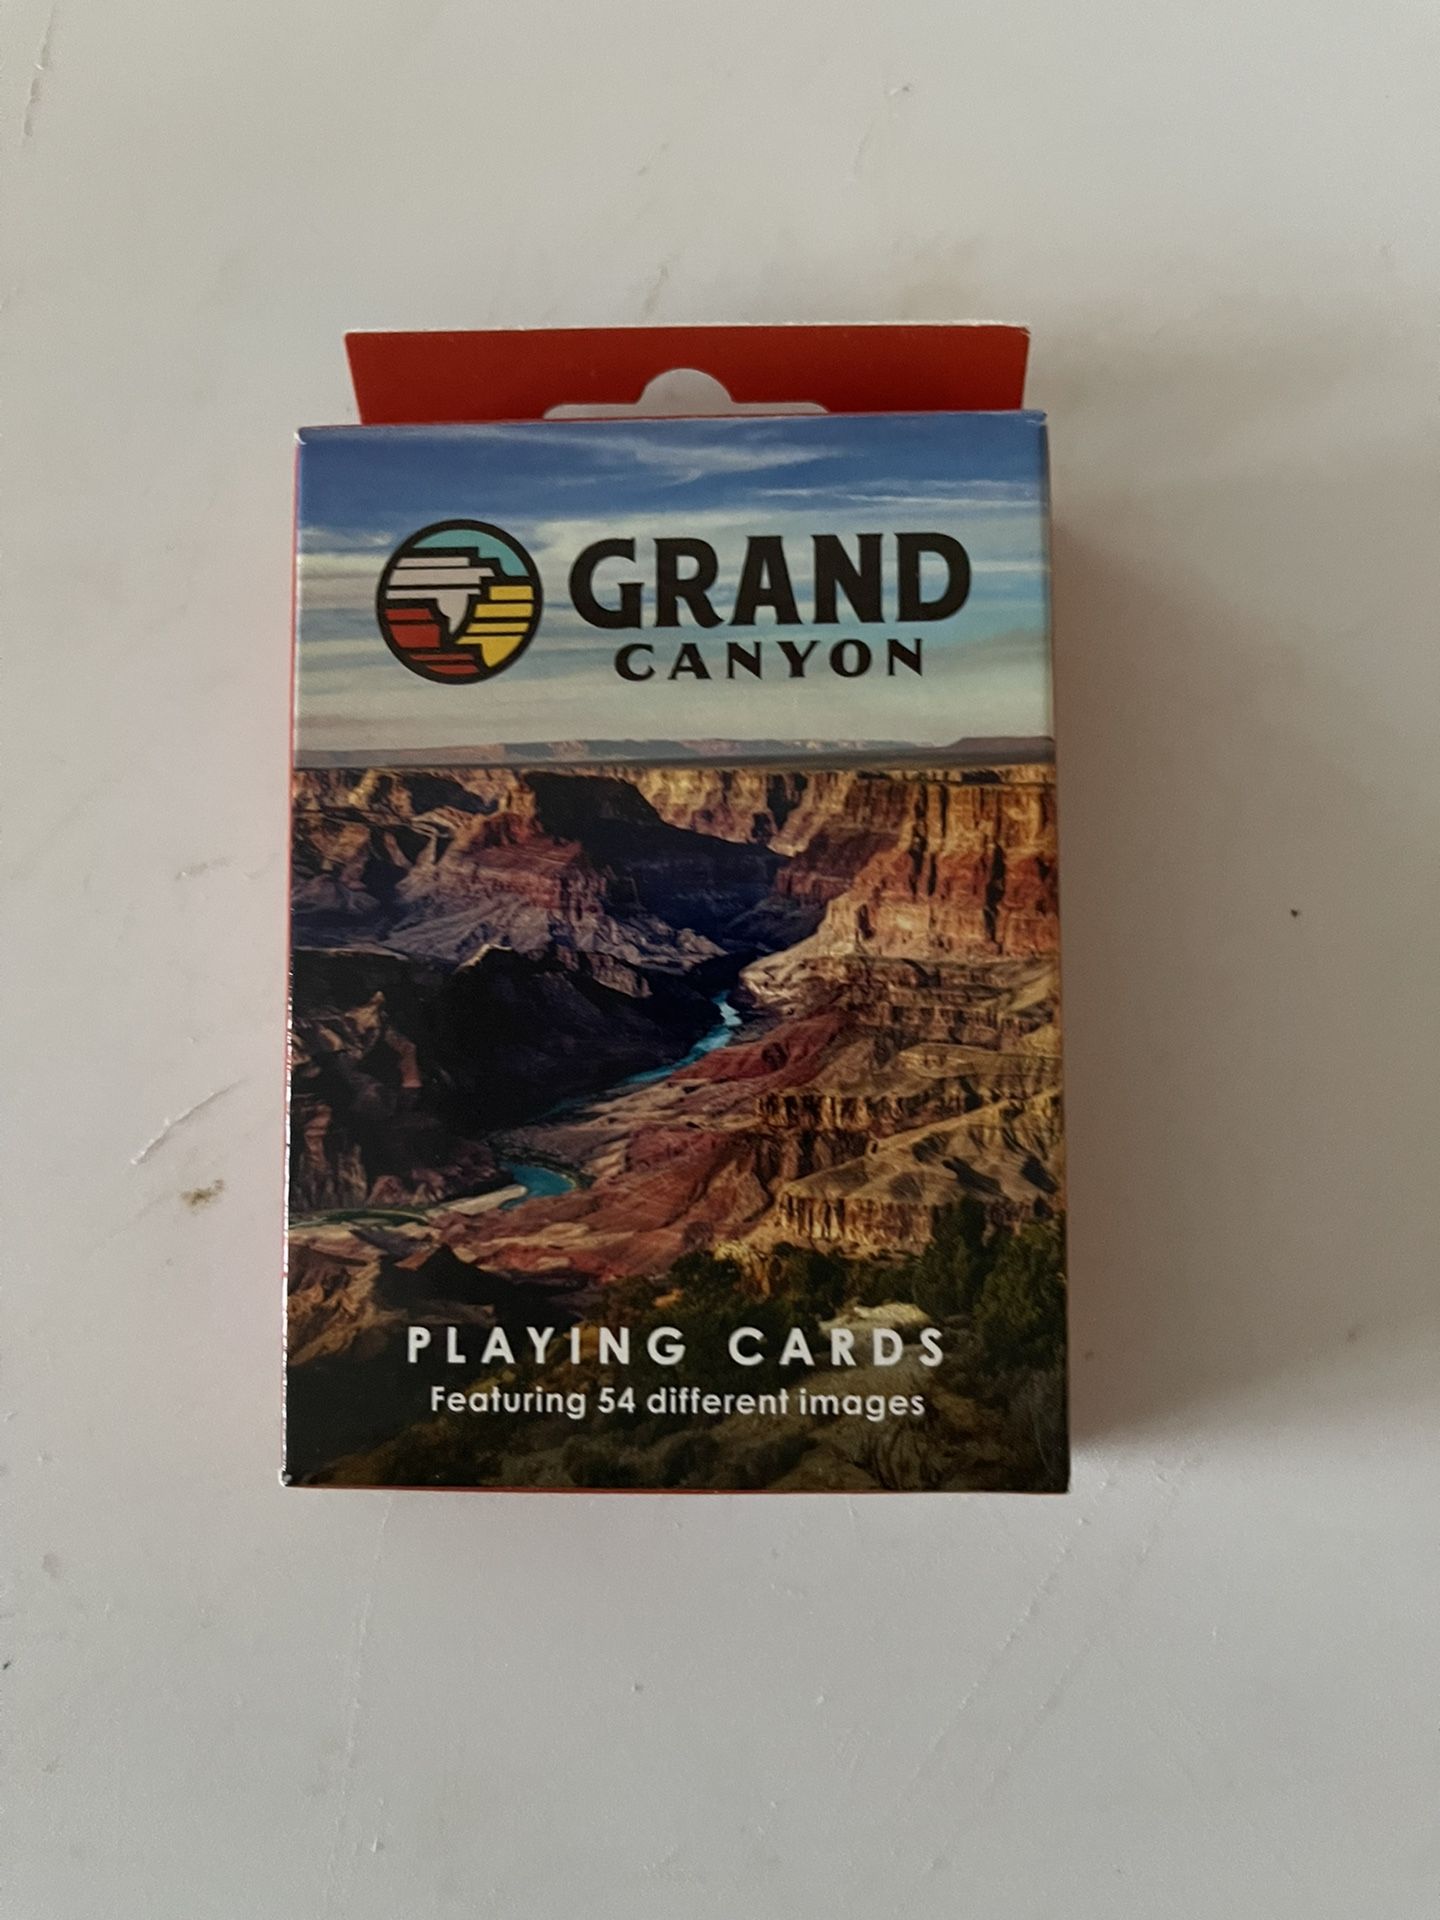 GRAND
CANYON
PLAYING CARDS
Featuring 54 different images